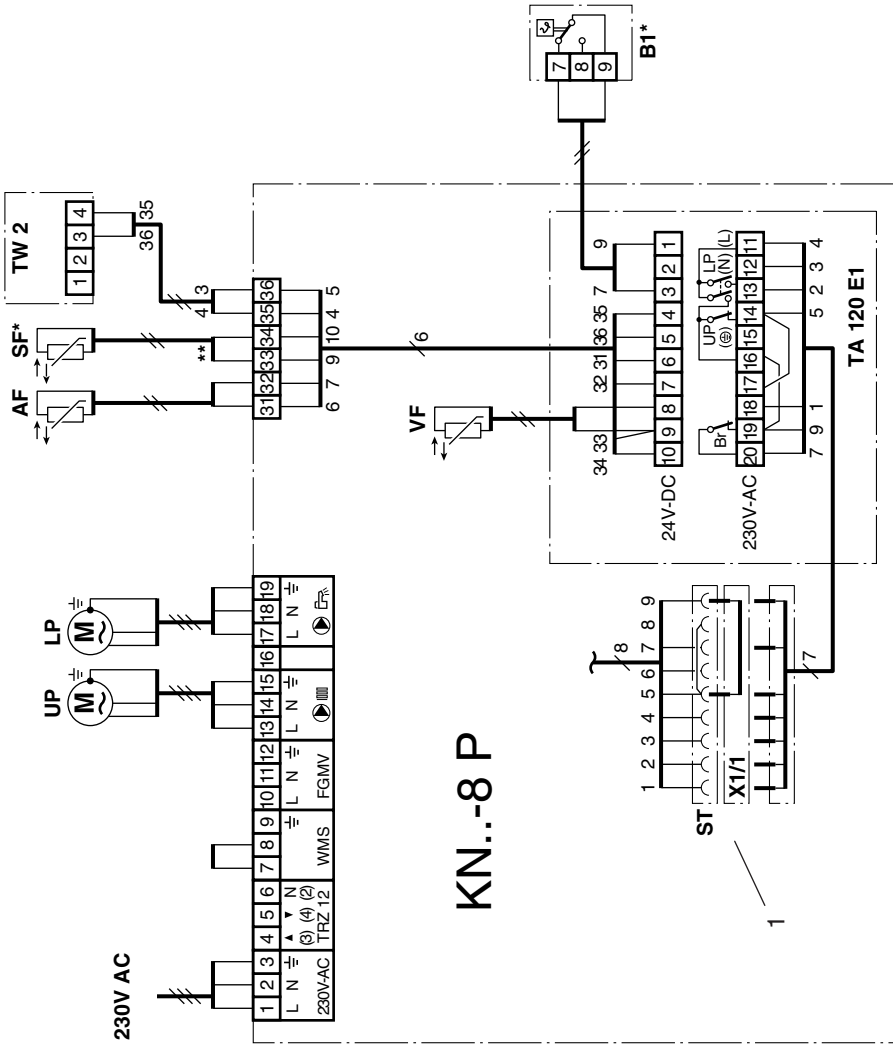 TW 2
1 2 3 4
36 35
SF*
AF
4 3
**
31 32 33 34 35 36
6 7 9 10 4 5
6
B1*
7 8 9
VF
34 33 32 31 36 35 7 9
10 9 8 7 6 5 4 3 2 1
24V-DC
Br UP LP
(⏚) (N) (L)
230V-AC
20 19 18 17 16 15 14 13 12 11
7 9 1 5 2 3 4
TA 120 E1
UP
M
~
LP
M
~
230V AC
1 2 3 4 5 6 7 8 9 10 11 12 13 14 15 16 17 18 19
L N ⏚ ▲ ▼ N ⏚ L N ⏚ L N ⏚ L N ⏚
(3) (4) (2)
230V-AC TRZ 12 WMS FGMV
KN..-8 P
8
1 2 3 4 5 6 7 8 9
ST
X1/1
7
1